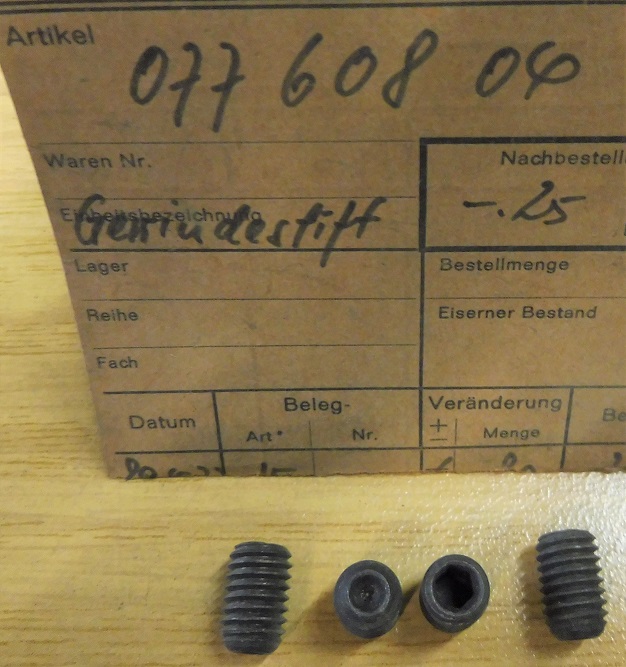 Artikel
077 608 04
Waren Nr.
Nachbestell
Einheitsbezeichnung
Gewindestift
-.25
Lager
Bestellmenge
Reihe
Eiserner Bestand
Fach
Beleg-
Veränderung
Datum
Art
Nr.
±
Menge
Be